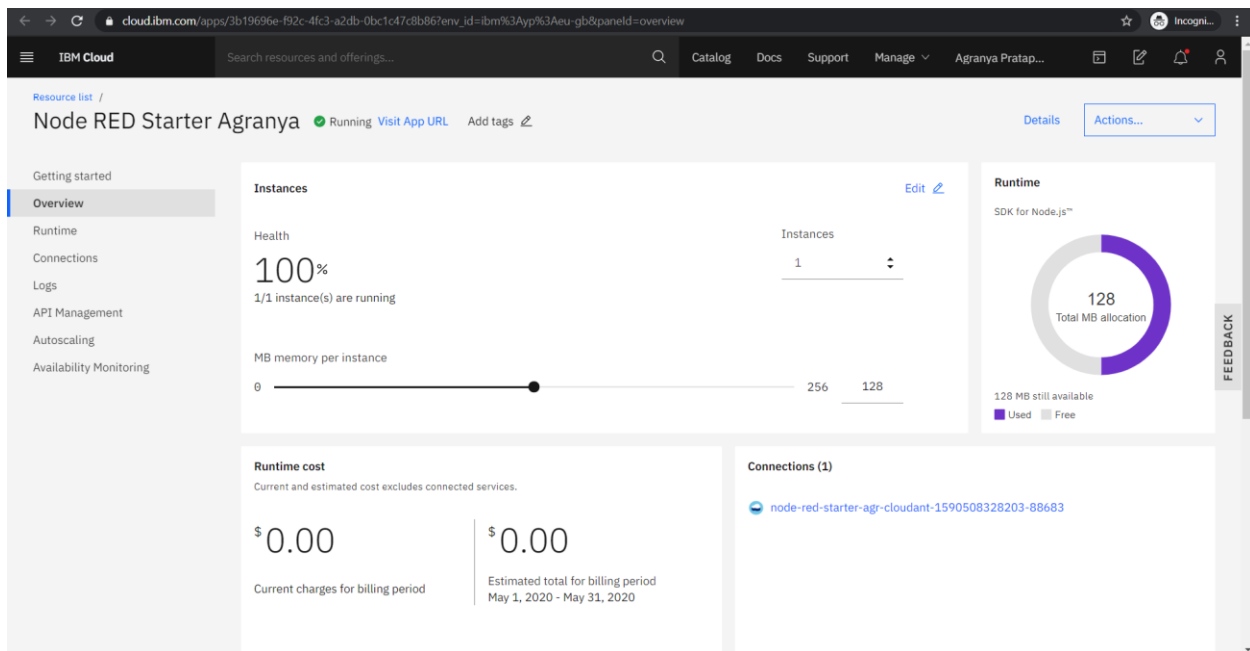 cloud.ibm.com/apps/3b19696e-f92c-4fc3-a2db-0bc1c47c8b86?env_id=ibm%3Ayp%3Aeu-gb&paneId=overview
Incogni...
IBM Cloud
Search resources and offerings...
Catalog Docs Support Manage Agranya Pratap...
Resource list /
Node RED Starter Agranya Running Visit App URL Add tags Details Actions...
Getting started
Overview
Runtime
Connections
Logs
API Management
Autoscaling
Availability Monitoring
Instances Edit
Health
100%
1/1 instance(s) are running
Instances
1
MB memory per instance
0 256 128
Runtime
SDK for Node.js™
128
Total MB allocation
128 MB still available
Used Free
FEEDBACK
Runtime cost
Current and estimated cost excludes connected services.
$0.00
Current charges for billing period
$0.00
Estimated total for billing period
May 1, 2020 - May 31, 2020
Connections (1)
node-red-starter-agr-cloudant-1590508328203-88683